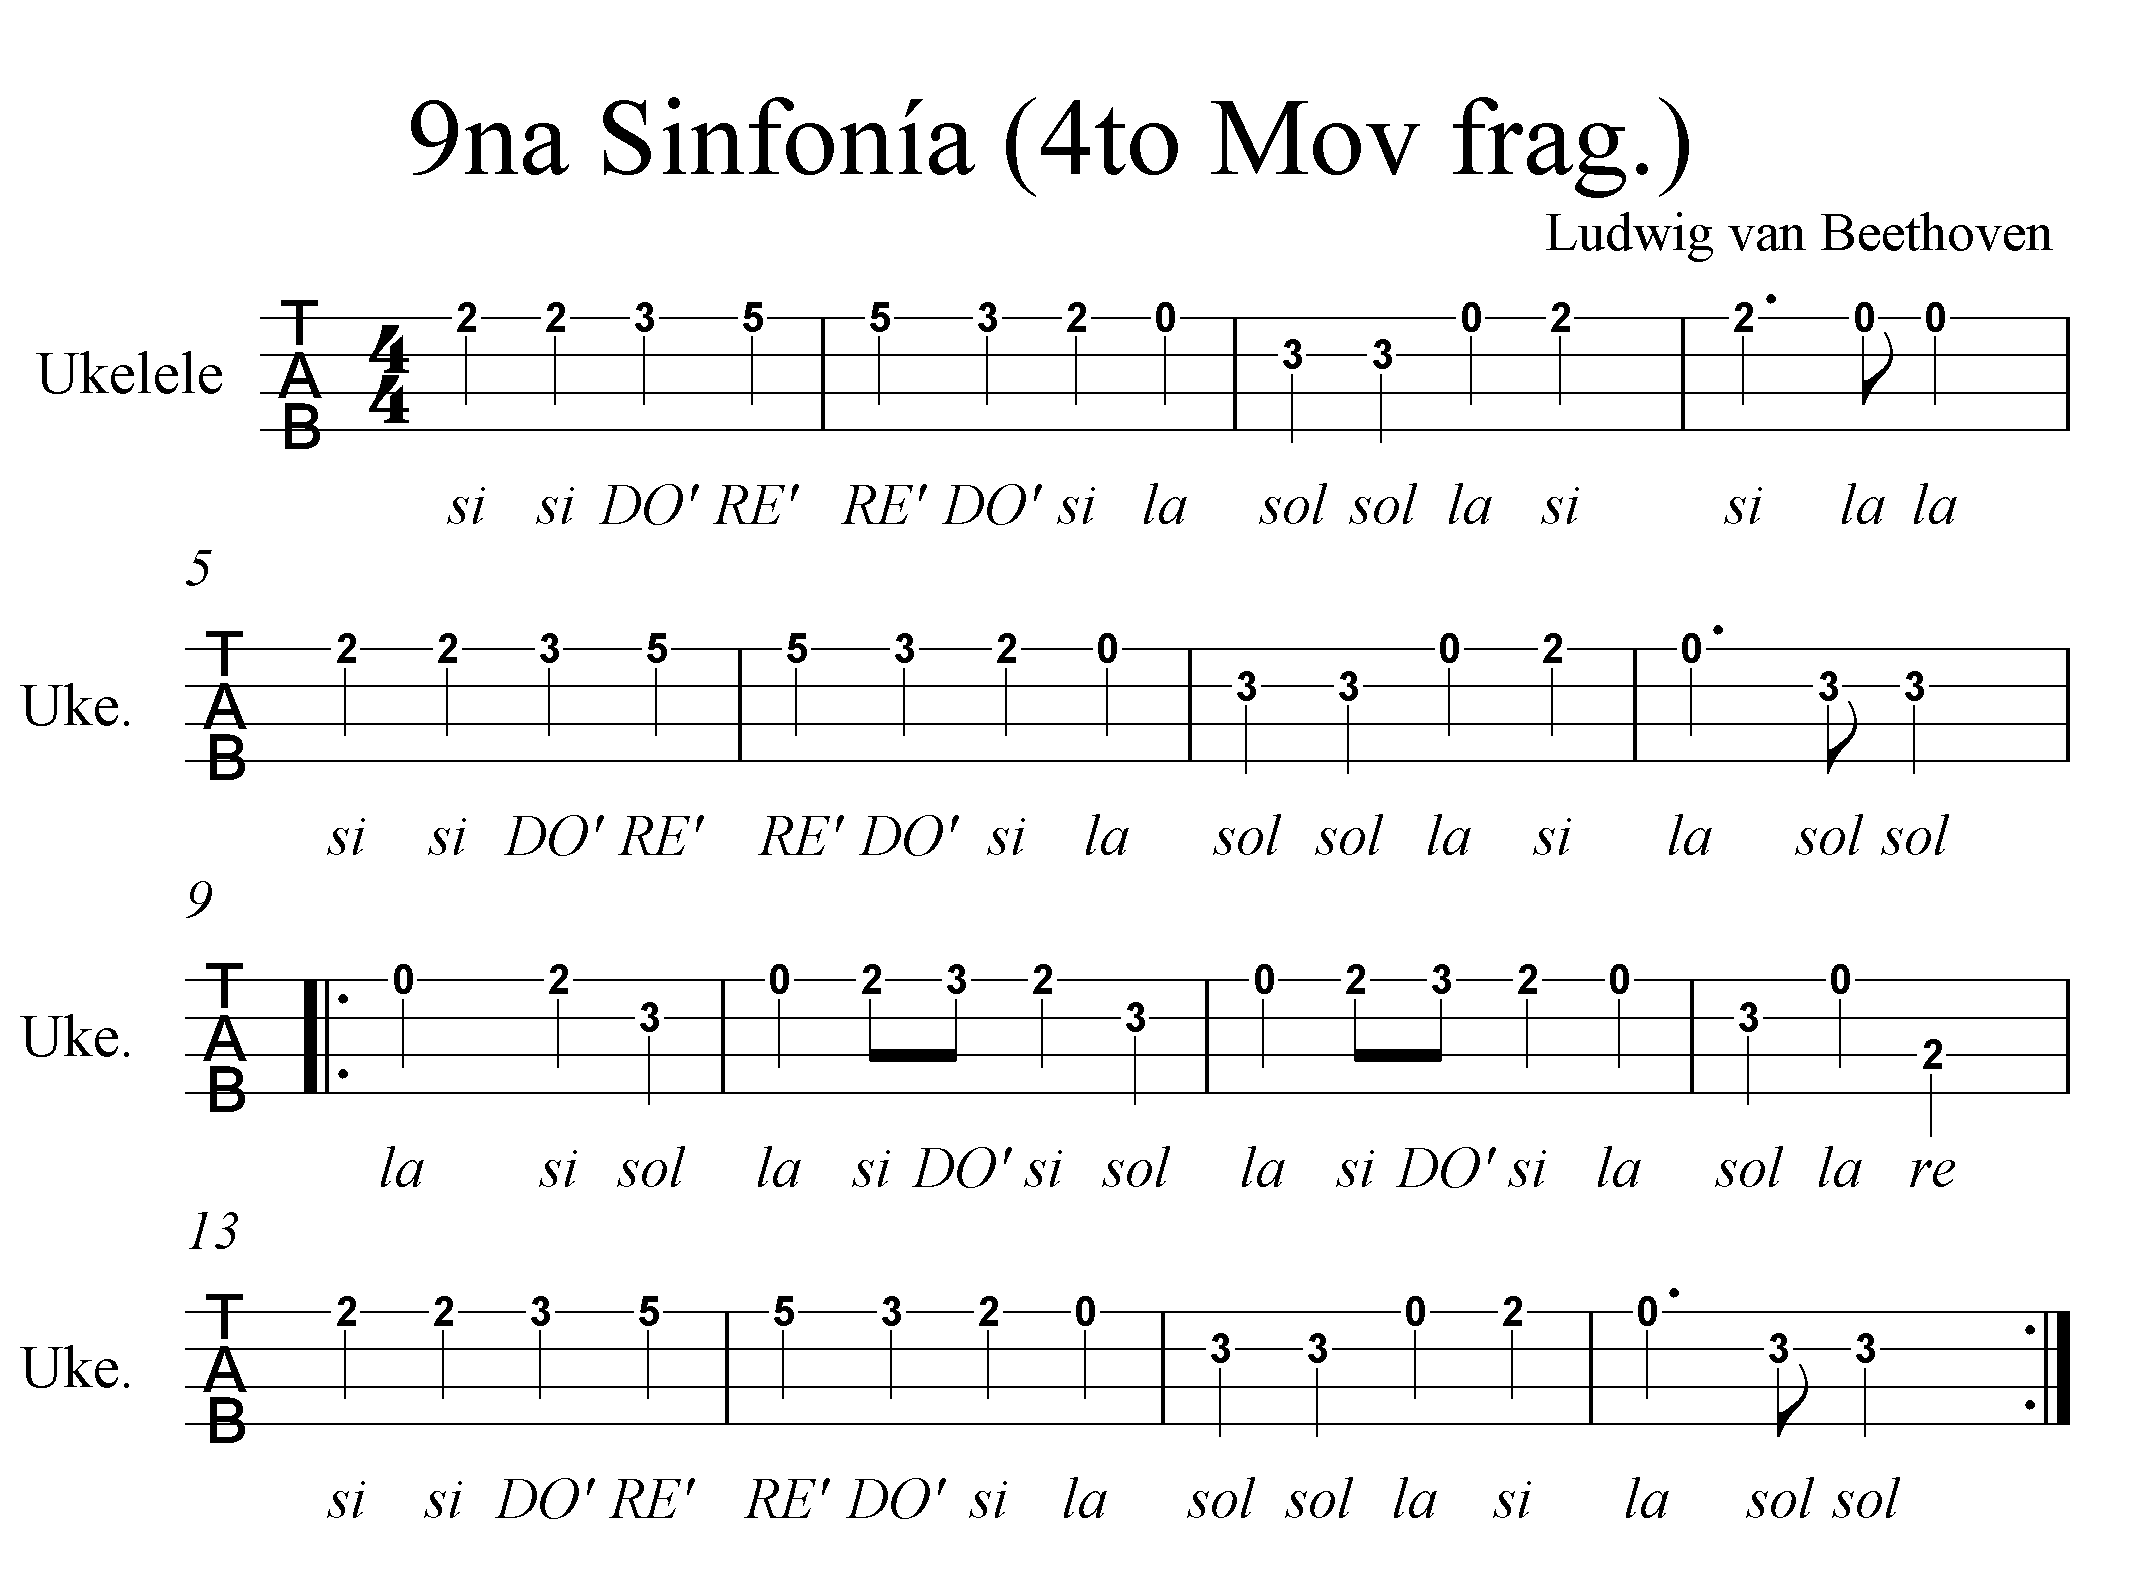 9na Sinfonía (4to Mov frag.)
Ludwig van Beethoven
Ukelele
TAB 4/4 2 2 3 5 5 3 2 0 3 3 0 2 2 0 0
si si DO' RE' RE' DO' si la sol sol la si si la la
5
Uke.
TAB 2 2 3 5 5 3 2 0 3 3 0 2 0 3 3
si si DO' RE' RE' DO' si la sol sol la si la sol sol
9
Uke.
TAB 0 2 3 0 2 3 2 3 0 2 3 2 0 3 0 2
la si sol la si DO' si sol la si DO' si la sol la re
13
Uke.
TAB 2 2 3 5 5 3 2 0 3 3 0 2 0 3 3
si si DO' RE' RE' DO' si la sol sol la si la sol sol